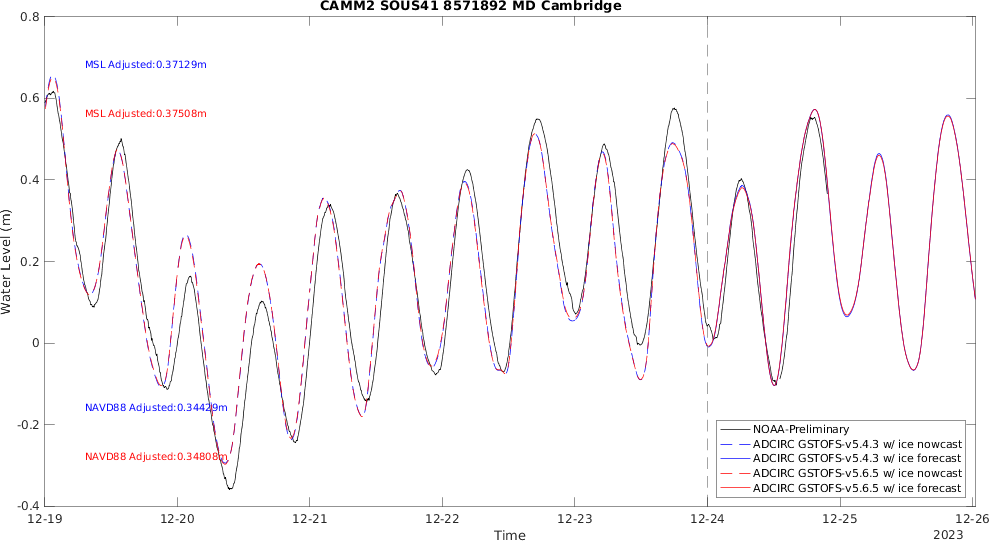 CAMM2 SOUS41 8571892 MD Cambridge
0.8
MSL Adjusted:0.37129m
0.6
MSL Adjusted:0.37508m
0.4
Water Level (m)
0.2
0
-0.2
NAVD88 Adjusted:0.34429m
NAVD88 Adjusted:0.34808m
-0.4
NOAA-Preliminary
ADCIRC GSTOFS-v5.4.3 w/ ice nowcast
ADCIRC GSTOFS-v5.4.3 w/ ice forecast
ADCIRC GSTOFS-v5.6.5 w/ ice nowcast
ADCIRC GSTOFS-v5.6.5 w/ ice forecast
12-19 12-20 12-21 12-22 12-23 12-24 12-25 12-26
Time
2023